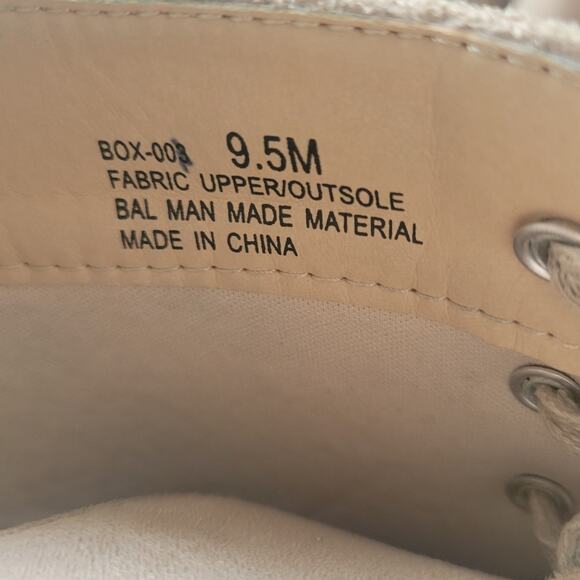 BOX-003 9.5M
FABRIC UPPER/OUTSOLE
BAL MAN MADE MATERIAL
MADE IN CHINA